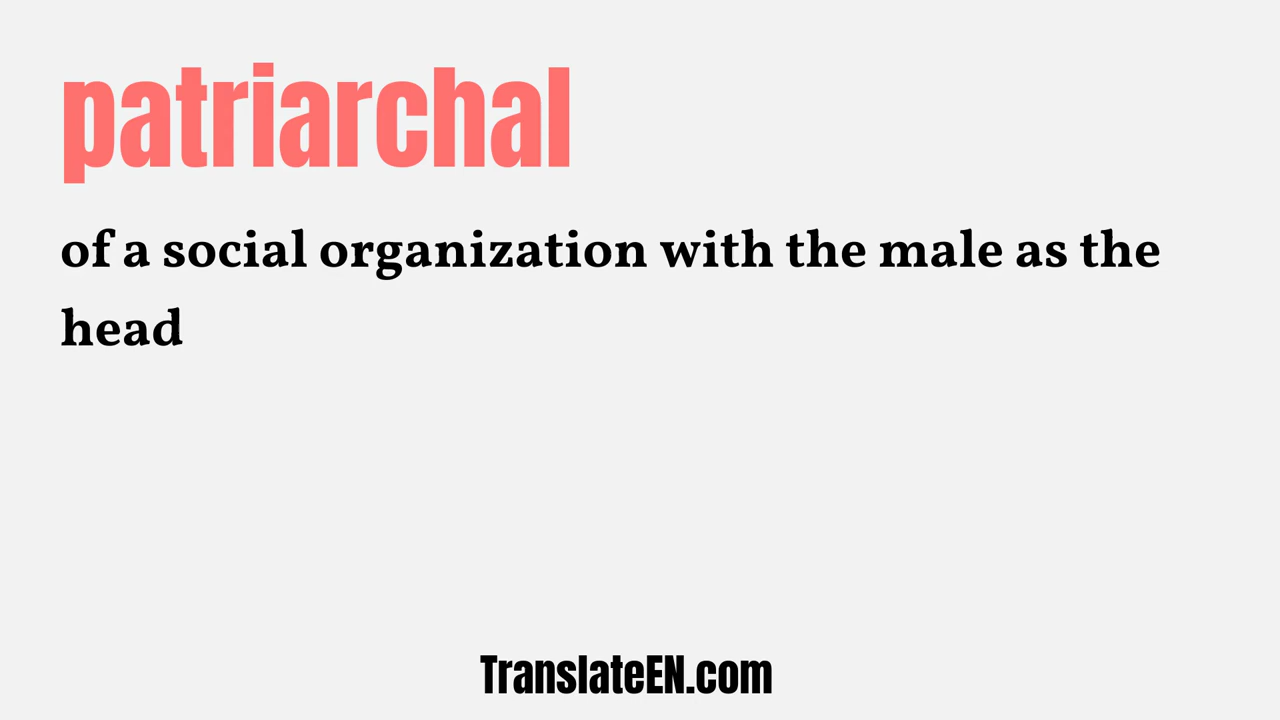 patriarchal
of a social organization with the male as the
head
TranslateEN.com